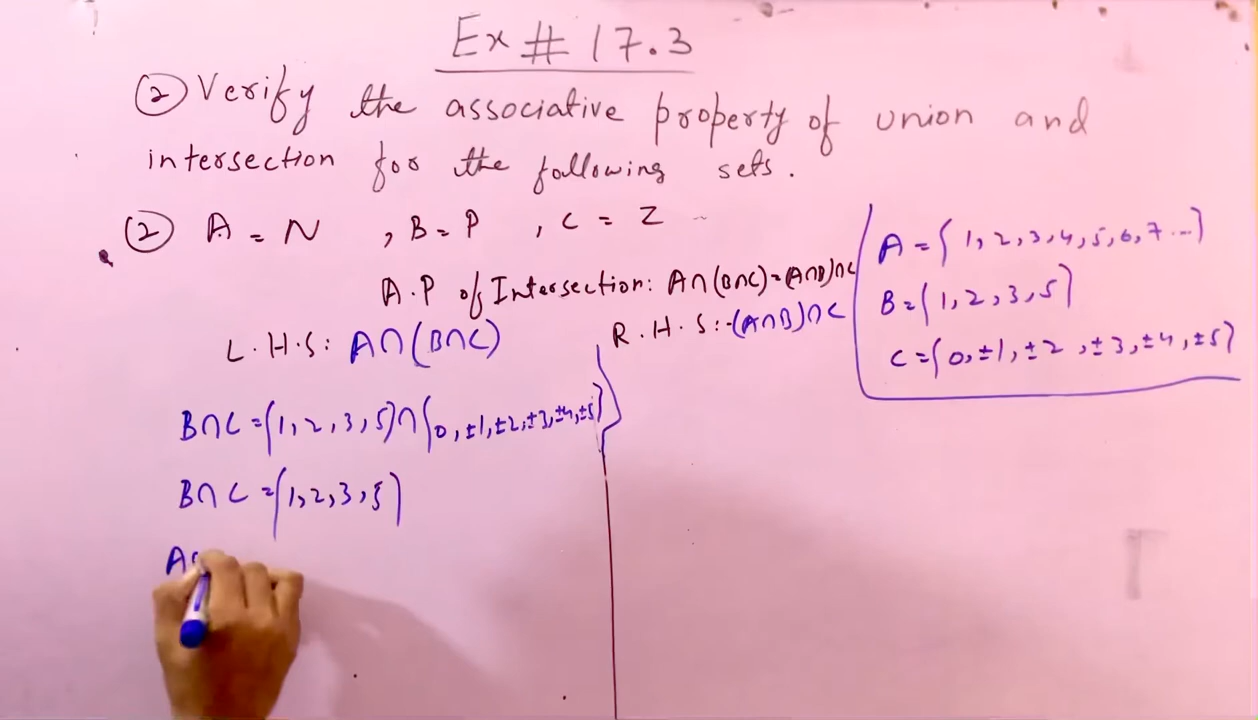 Ex # 17.3
② Verify the associative property of union and
intersection for the following sets.
② A = N , B = P , C = Z
A.P of Intersection: A∩(B∩C)=(A∩B)∩C
L.H.S: A∩(B∩C)
R.H.S:-(A∩B)∩C
B∩C={1,2,3,5}∩{0,±1,±2,±3,±4,±5}
B∩C={1,2,3,5}
A∩
A={1,2,3,4,5,6,7...}
B={1,2,3,5}
C={0,±1,±2,±3,±4,±5}